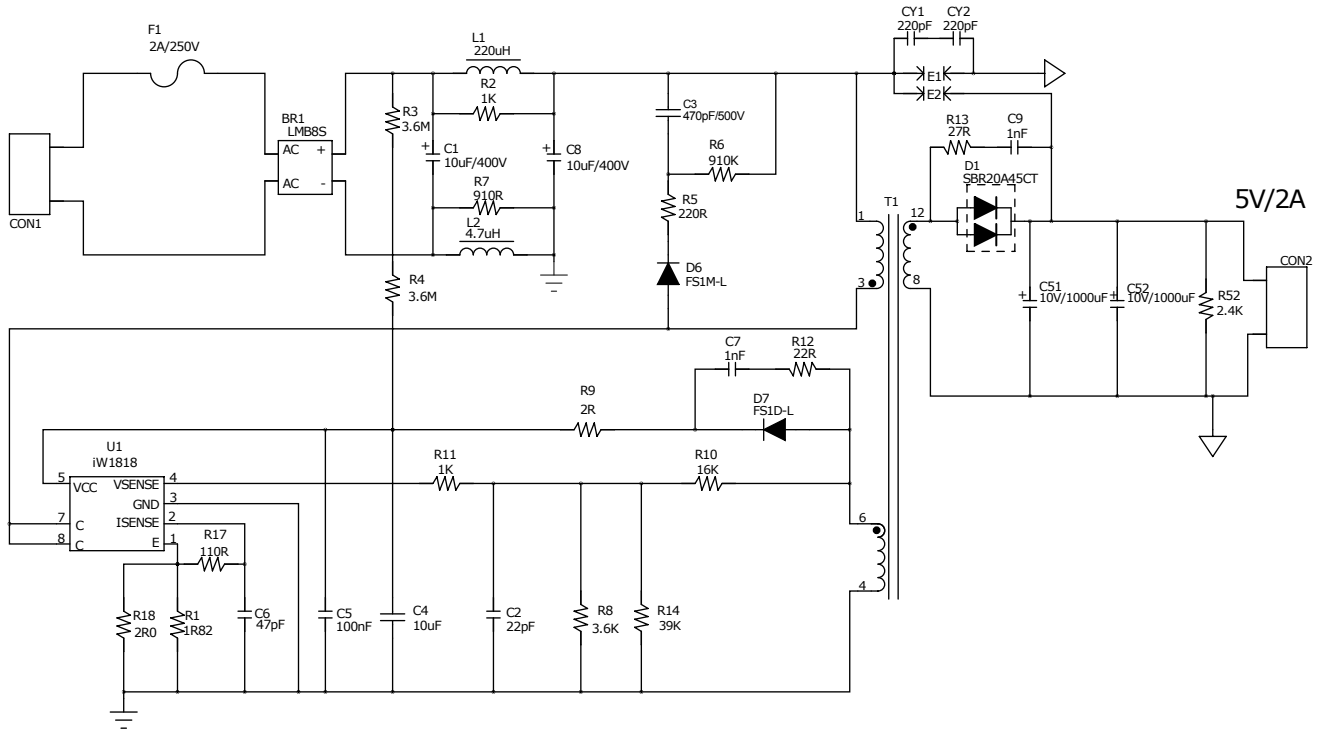 F1
2A/250V
CON1
BR1
LMB8S
AC +
AC -
R3
3.6M
R4
3.6M
L1
220uH
R2
1K
C1
10uF/400V
C8
10uF/400V
R7
910R
L2
4.7uH
C3
470pF/500V
R6
910K
R5
220R
D6
FS1M-L
CY1
220pF
CY2
220pF
E1
E2
R13
27R
C9
1nF
D1
SBR20A45CT
T1
1
3
12
8
6
4
5V/2A
C51
10V/1000uF
C52
10V/1000uF
R52
2.4K
CON2
C7
1nF
R12
22R
D7
FS1D-L
R9
2R
U1
iW1818
5 VCC VSENSE 4
GND 3
7 C ISENSE 2
8 C E 1
R11
1K
R10
16K
R17
110R
R18
2R0
R1
1R82
C6
47pF
C5
100nF
C4
10uF
C2
22pF
R8
3.6K
R14
39K